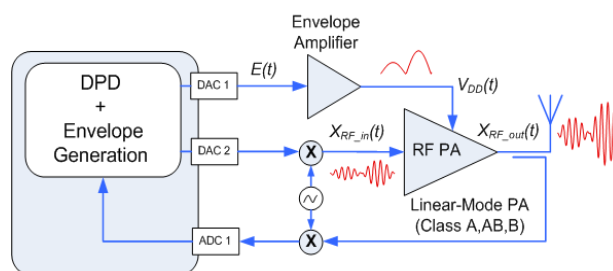 Envelope
Amplifier
DPD
+
Envelope
Generation
DAC 1
E(t)
V_DD(t)
DAC 2
X
X_RF_in(t)
RF PA
X_RF_out(t)
Linear-Mode PA
(Class A,AB,B)
ADC 1
X